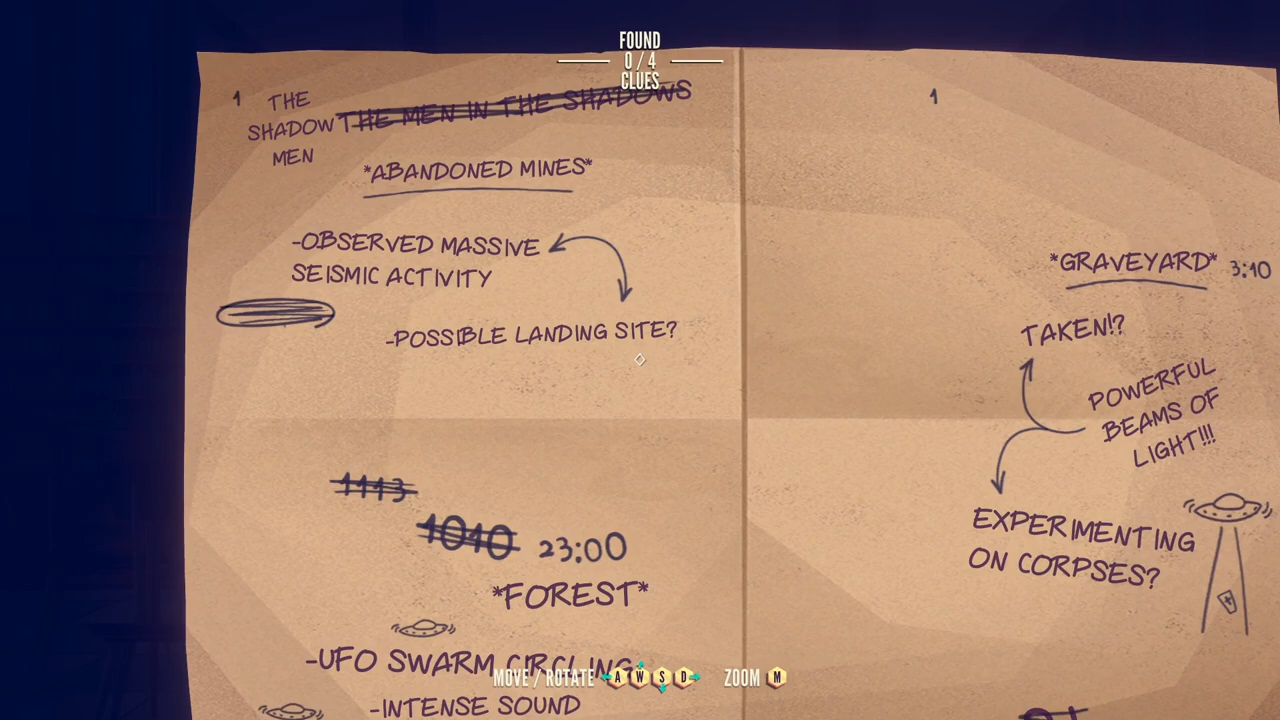 FOUND
0/4
CLUES
1
THE
SHADOW
MEN
THE MEN IN THE SHADOWS
*ABANDONED MINES*
-OBSERVED MASSIVE
SEISMIC ACTIVITY
-POSSIBLE LANDING SITE?
1113
1010 23:00
*FOREST*
-UFO SWARM CIRCLING
-INTENSE SOUND
1
*GRAVEYARD* 3:10
TAKEN!?
POWERFUL
BEAMS OF
LIGHT!!!
EXPERIMENTING
ON CORPSES?
MOVE / ROTATE A W S D ZOOM M